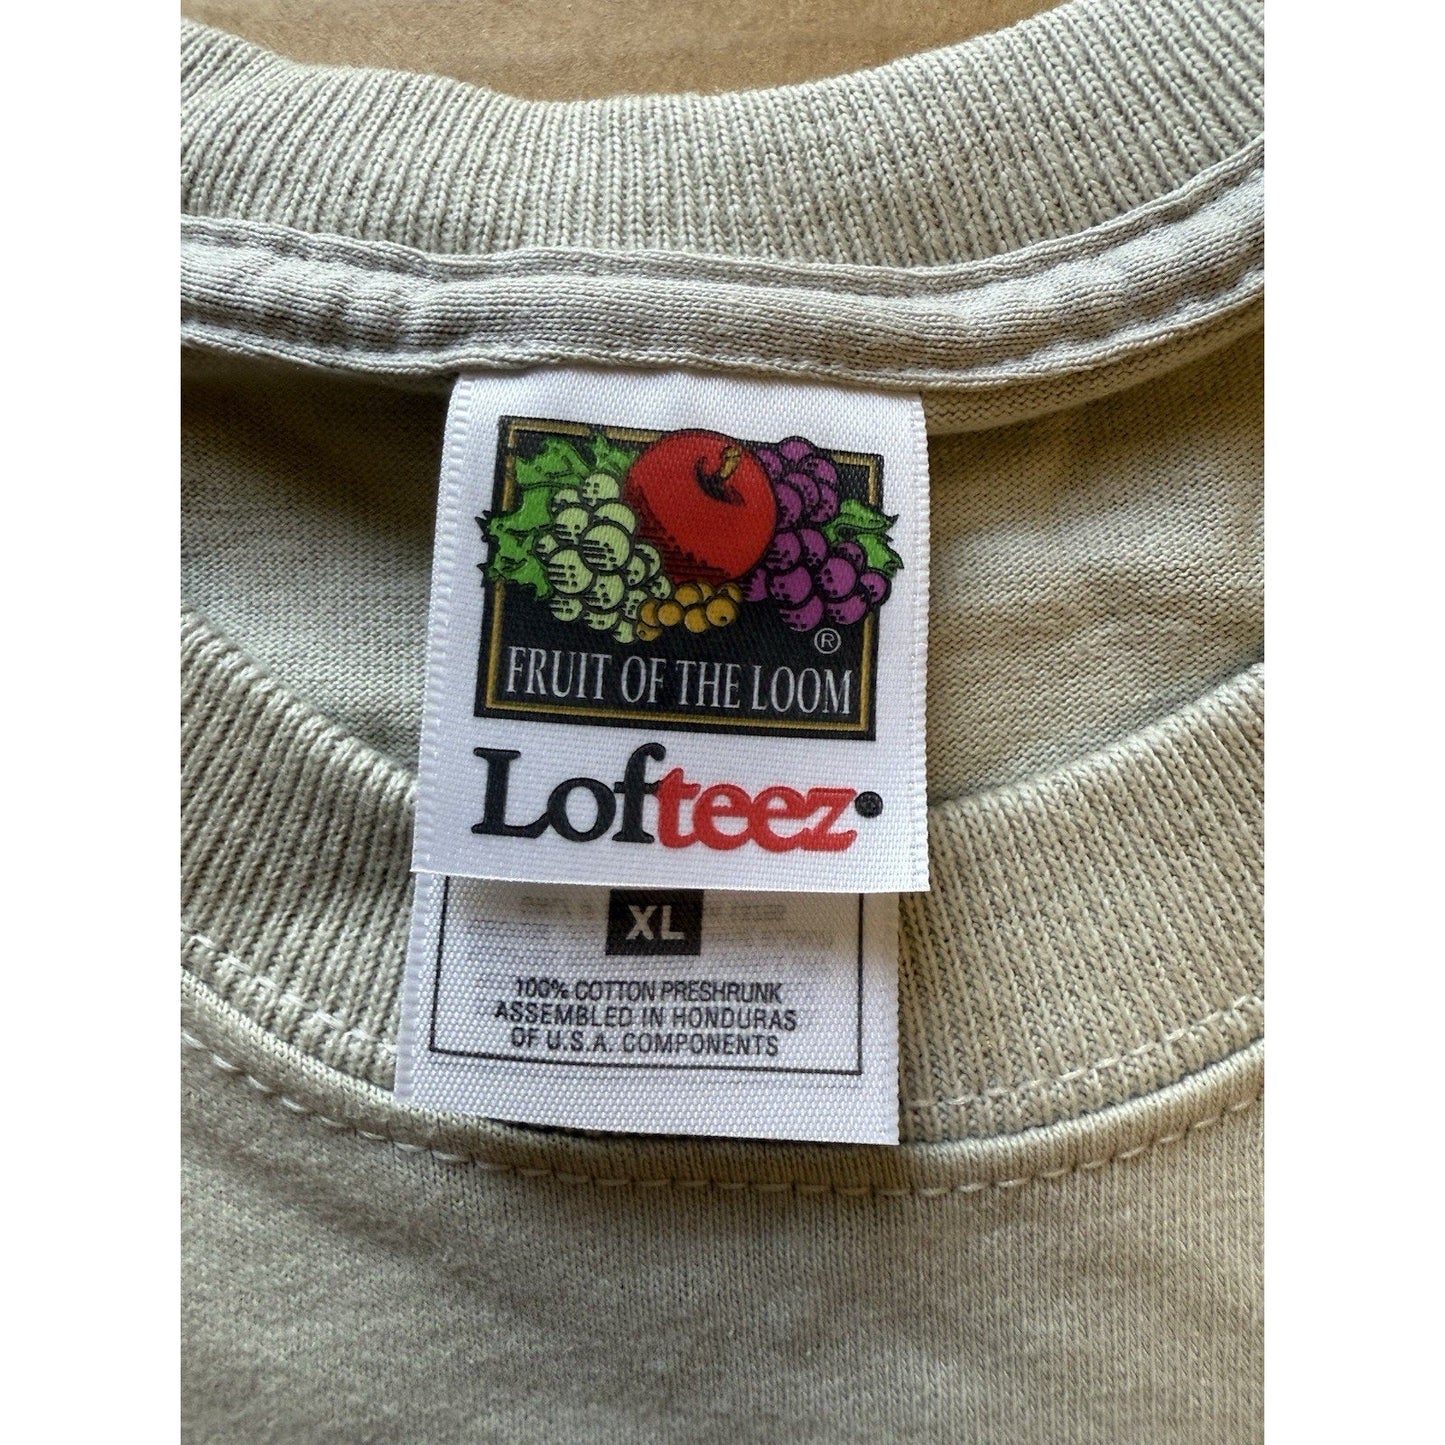 ®
FRUIT OF THE LOOM
Lofteez®
XL
100% COTTON PRESHRUNK
ASSEMBLED IN HONDURAS
OF U.S.A. COMPONENTS